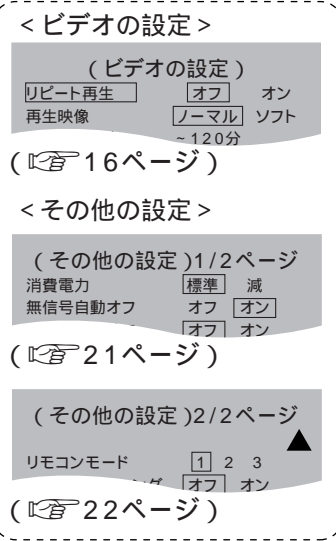 <ビデオの設定>
(ビデオの設定)
リピート再生 オフ オン
再生映像 ノーマル ソフト
~120分
(☞16ページ)
<その他の設定>
(その他の設定)1/2ページ
消費電力 標準 減
無信号自動オフ オフ オン
オフ オン
(☞21ページ)
(その他の設定)2/2ページ
リモコンモード 1 2 3
グ オフ オン
(☞22ページ)